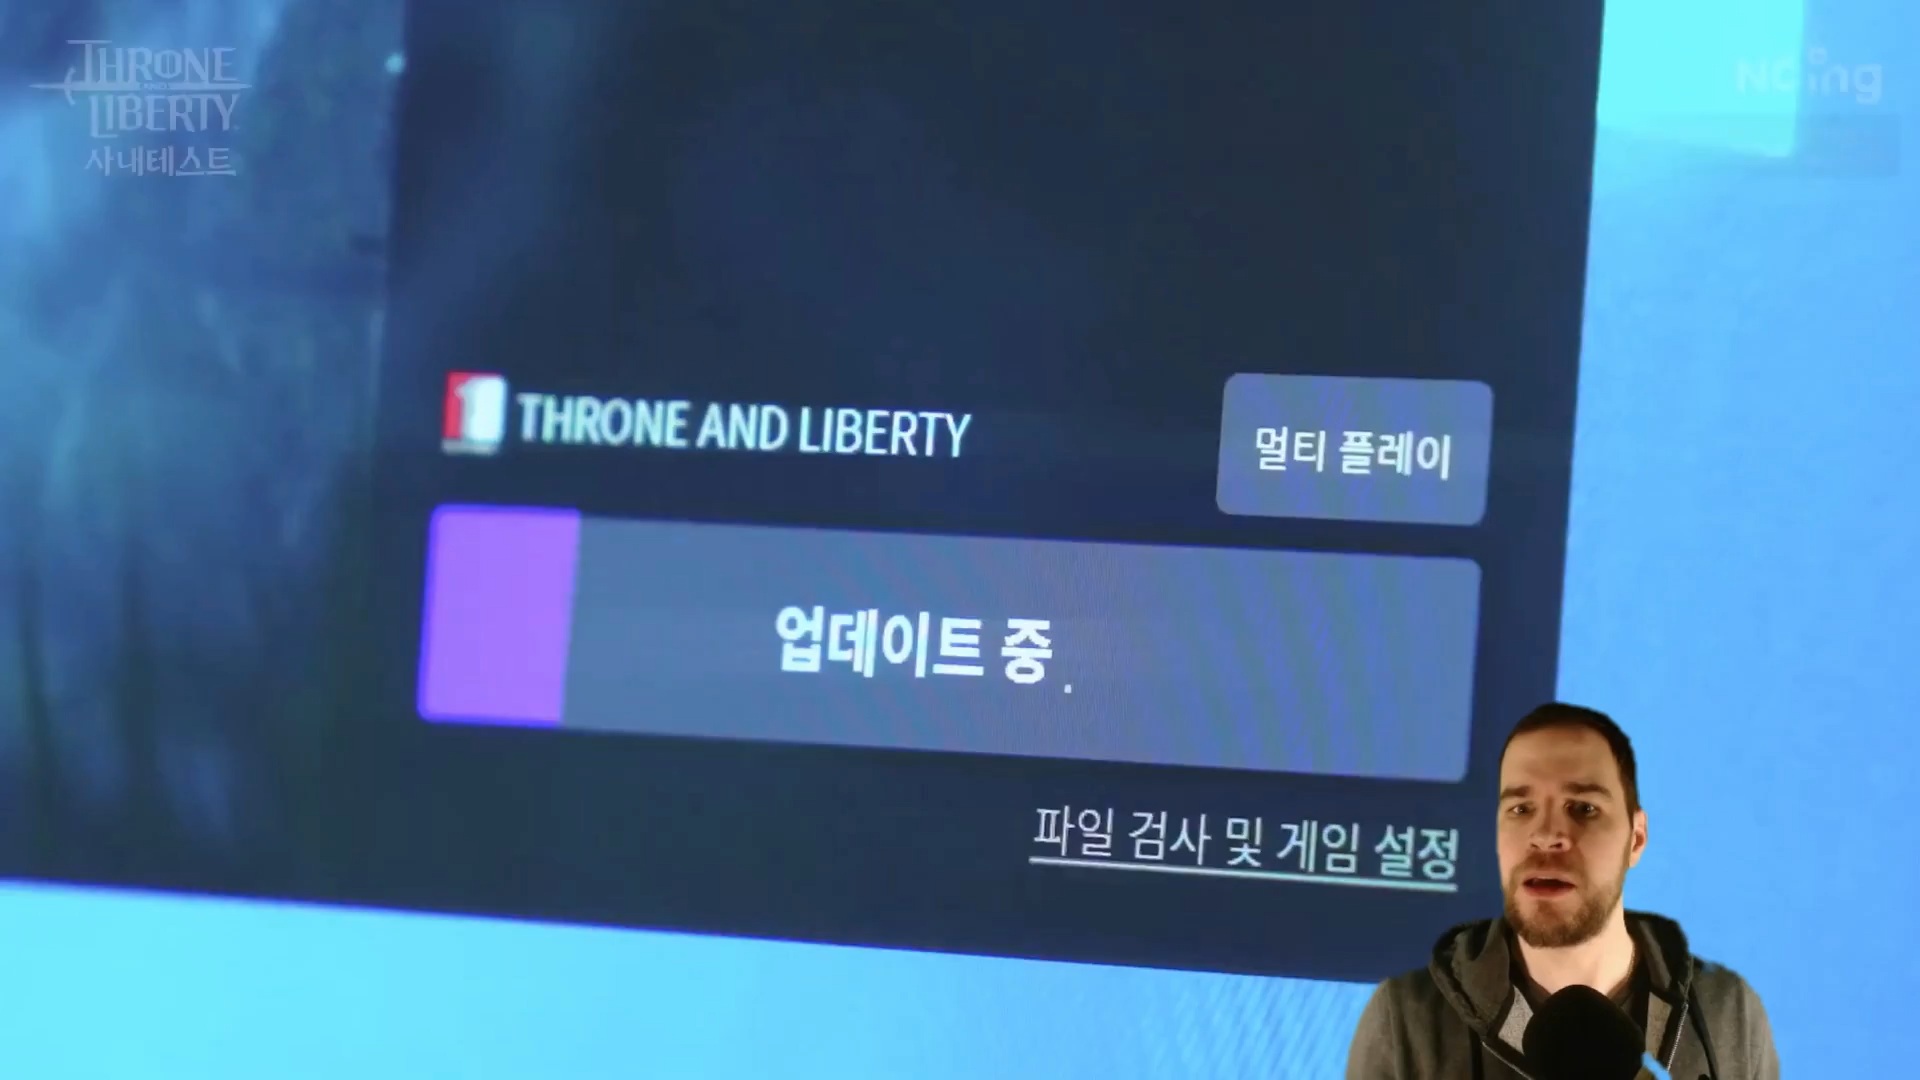 THRONE
AND
LIBERTY
사내테스트
NCing
THRONE AND LIBERTY
멀티 플레이
업데이트 중.
파일 검사 및 게임 설정